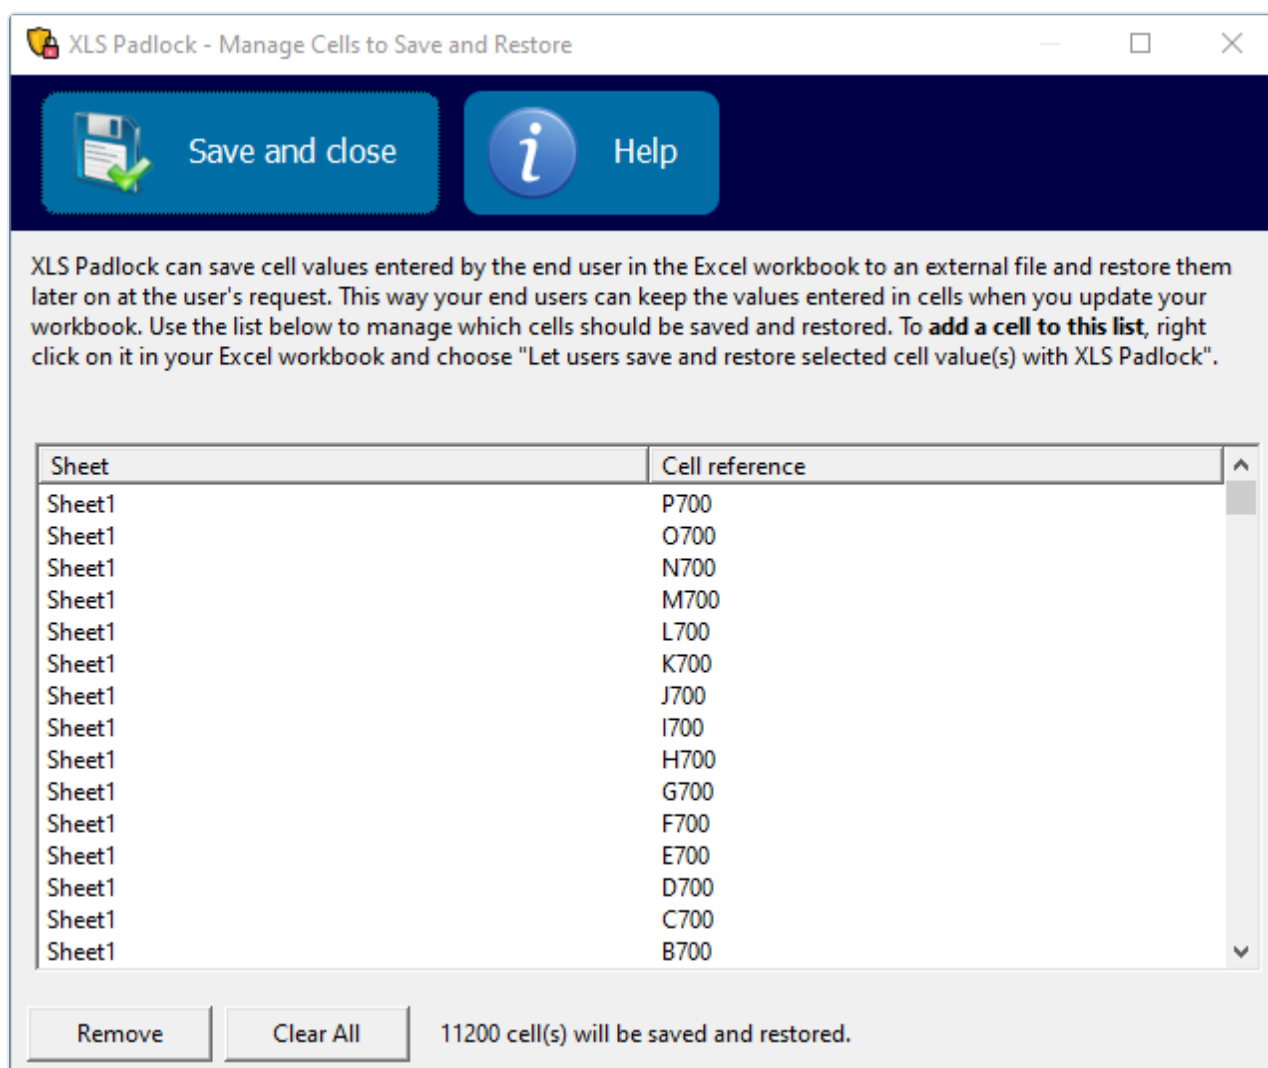 XLS Padlock - Manage Cells to Save and Restore
Save and close
Help
XLS Padlock can save cell values entered by the end user in the Excel workbook to an external file and restore them
later on at the user's request. This way your end users can keep the values entered in cells when you update your
workbook. Use the list below to manage which cells should be saved and restored. To add a cell to this list, right
click on it in your Excel workbook and choose "Let users save and restore selected cell value(s) with XLS Padlock".
Sheet Cell reference
Sheet1 P700
Sheet1 O700
Sheet1 N700
Sheet1 M700
Sheet1 L700
Sheet1 K700
Sheet1 J700
Sheet1 I700
Sheet1 H700
Sheet1 G700
Sheet1 F700
Sheet1 E700
Sheet1 D700
Sheet1 C700
Sheet1 B700
Remove Clear All 11200 cell(s) will be saved and restored.